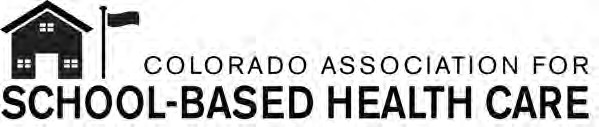 COLORADO ASSOCIATION FOR
SCHOOL-BASED HEALTH CARE